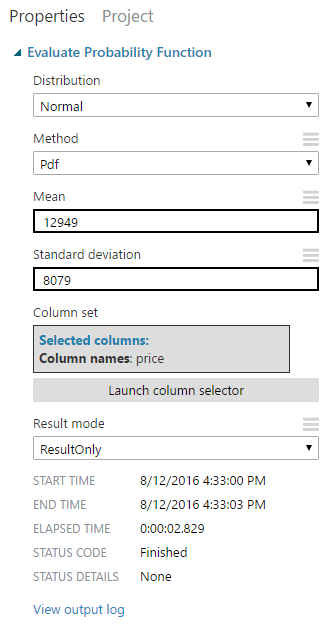 Properties Project
Evaluate Probability Function
Distribution
Normal
Method
Pdf
Mean
12949
Standard deviation
8079
Column set
Selected columns:
Column names: price
Launch column selector
Result mode
ResultOnly
START TIME 8/12/2016 4:33:00 PM
END TIME 8/12/2016 4:33:03 PM
ELAPSED TIME 0:00:02.829
STATUS CODE Finished
STATUS DETAILS None
View output log